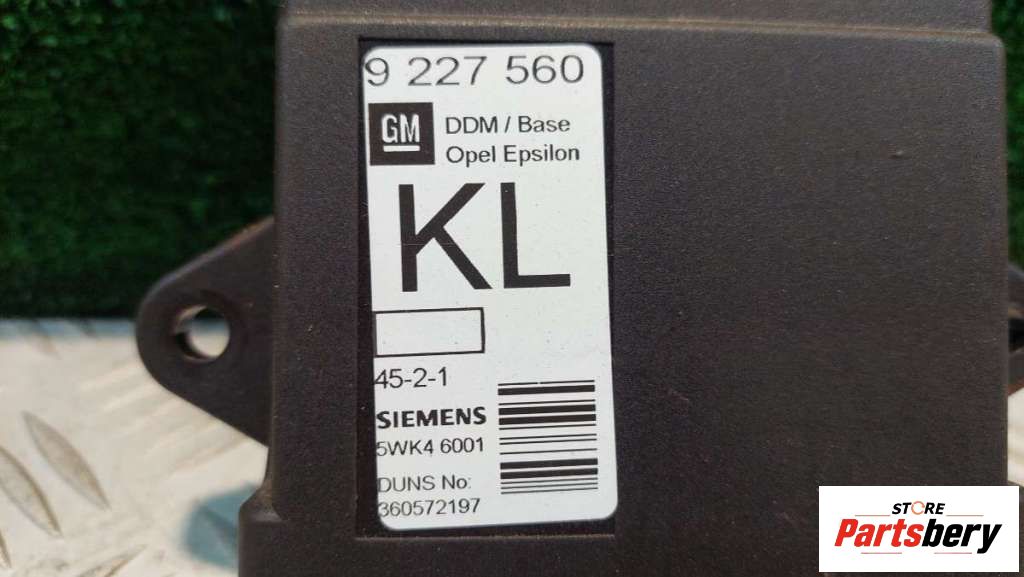 9 227 560
GM
DDM / Base
Opel Epsilon
KL
45-2-1
SIEMENS
5WK4 6001
DUNS No:
360572197
STORE
Partsbery